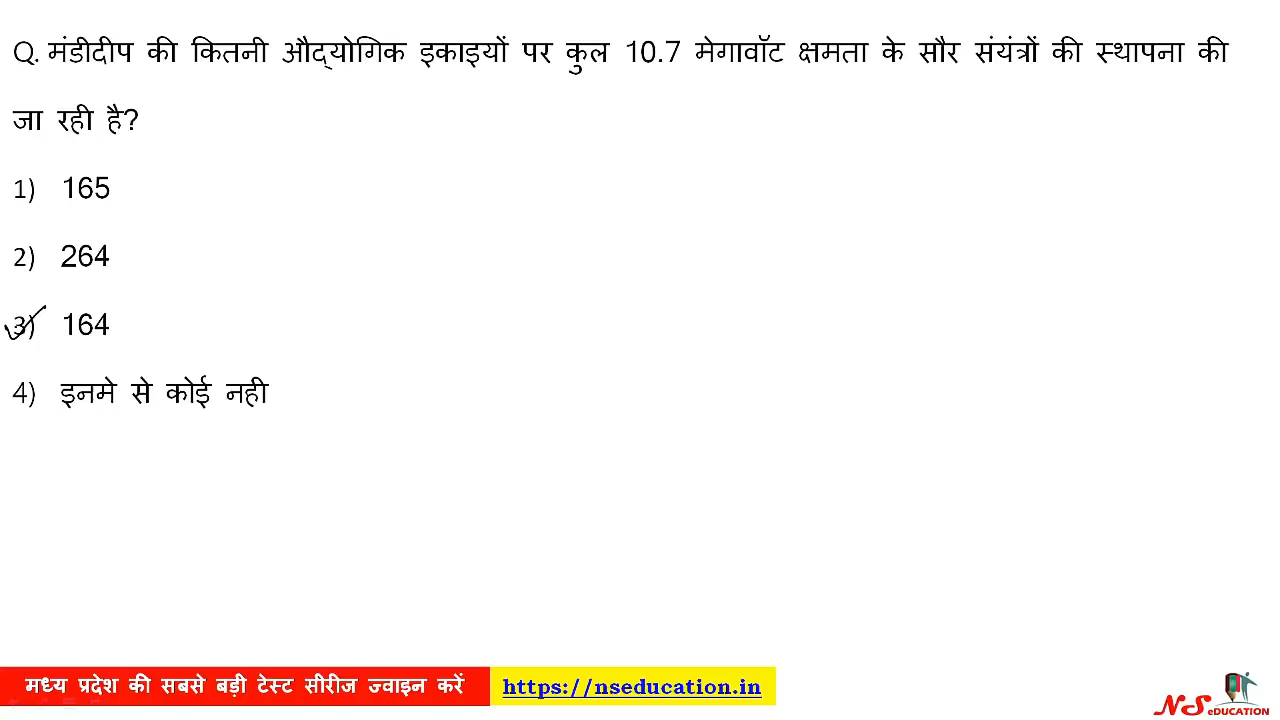 Q. मंडीदीप की कितनी औद्योगिक इकाइयों पर कुल 10.7 मेगावॉट क्षमता के सौर संयंत्रों की स्थापना की
जा रही है?
1) 165
2) 264
3) 164
4) इनमे से कोई नही
मध्य प्रदेश की सबसे बड़ी टेस्ट सीरीज ज्वाइन करें https://nseducation.in
NS eDUCATION